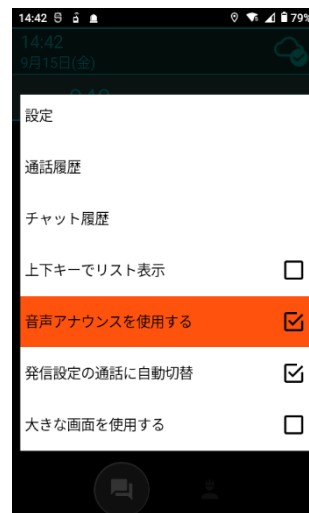 14:42
79%
14:42
9月15日(金)
設定
通話履歴
チャット履歴
上下キーでリスト表示
音声アナウンスを使用する
発信設定の通話に自動切替
大きな画面を使用する